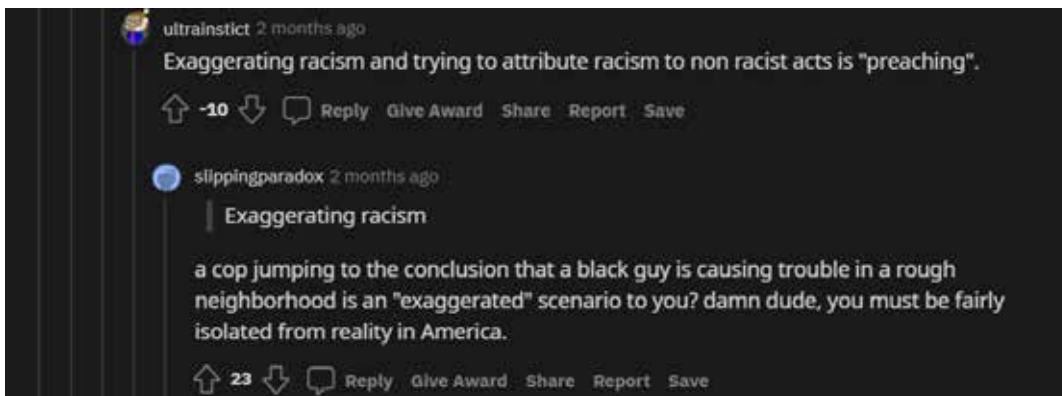 ultrainstict 2 months ago
Exaggerating racism and trying to attribute racism to non racist acts is "preaching".
-10 Reply Give Award Share Report Save
slippingparadox 2 months ago
Exaggerating racism
a cop jumping to the conclusion that a black guy is causing trouble in a rough
neighborhood is an "exaggerated" scenario to you? damn dude, you must be fairly
isolated from reality in America.
23 Reply Give Award Share Report Save